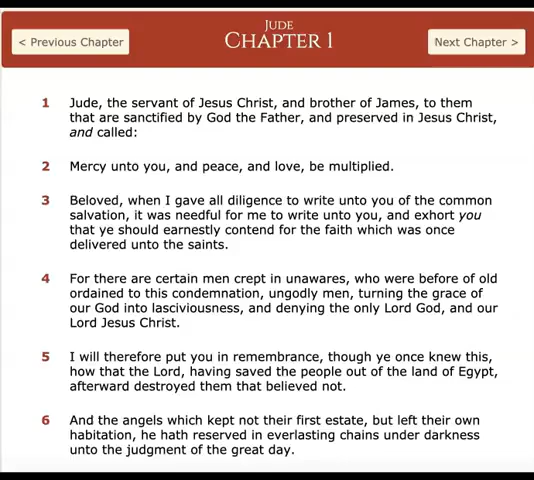 JUDE
CHAPTER 1
< Previous Chapter
Next Chapter >
1 Jude, the servant of Jesus Christ, and brother of James, to them
that are sanctified by God the Father, and preserved in Jesus Christ,
and called:
2 Mercy unto you, and peace, and love, be multiplied.
3 Beloved, when I gave all diligence to write unto you of the common
salvation, it was needful for me to write unto you, and exhort you
that ye should earnestly contend for the faith which was once
delivered unto the saints.
4 For there are certain men crept in unawares, who were before of old
ordained to this condemnation, ungodly men, turning the grace of
our God into lasciviousness, and denying the only Lord God, and our
Lord Jesus Christ.
5 I will therefore put you in remembrance, though ye once knew this,
how that the Lord, having saved the people out of the land of Egypt,
afterward destroyed them that believed not.
6 And the angels which kept not their first estate, but left their own
habitation, he hath reserved in everlasting chains under darkness
unto the judgment of the great day.